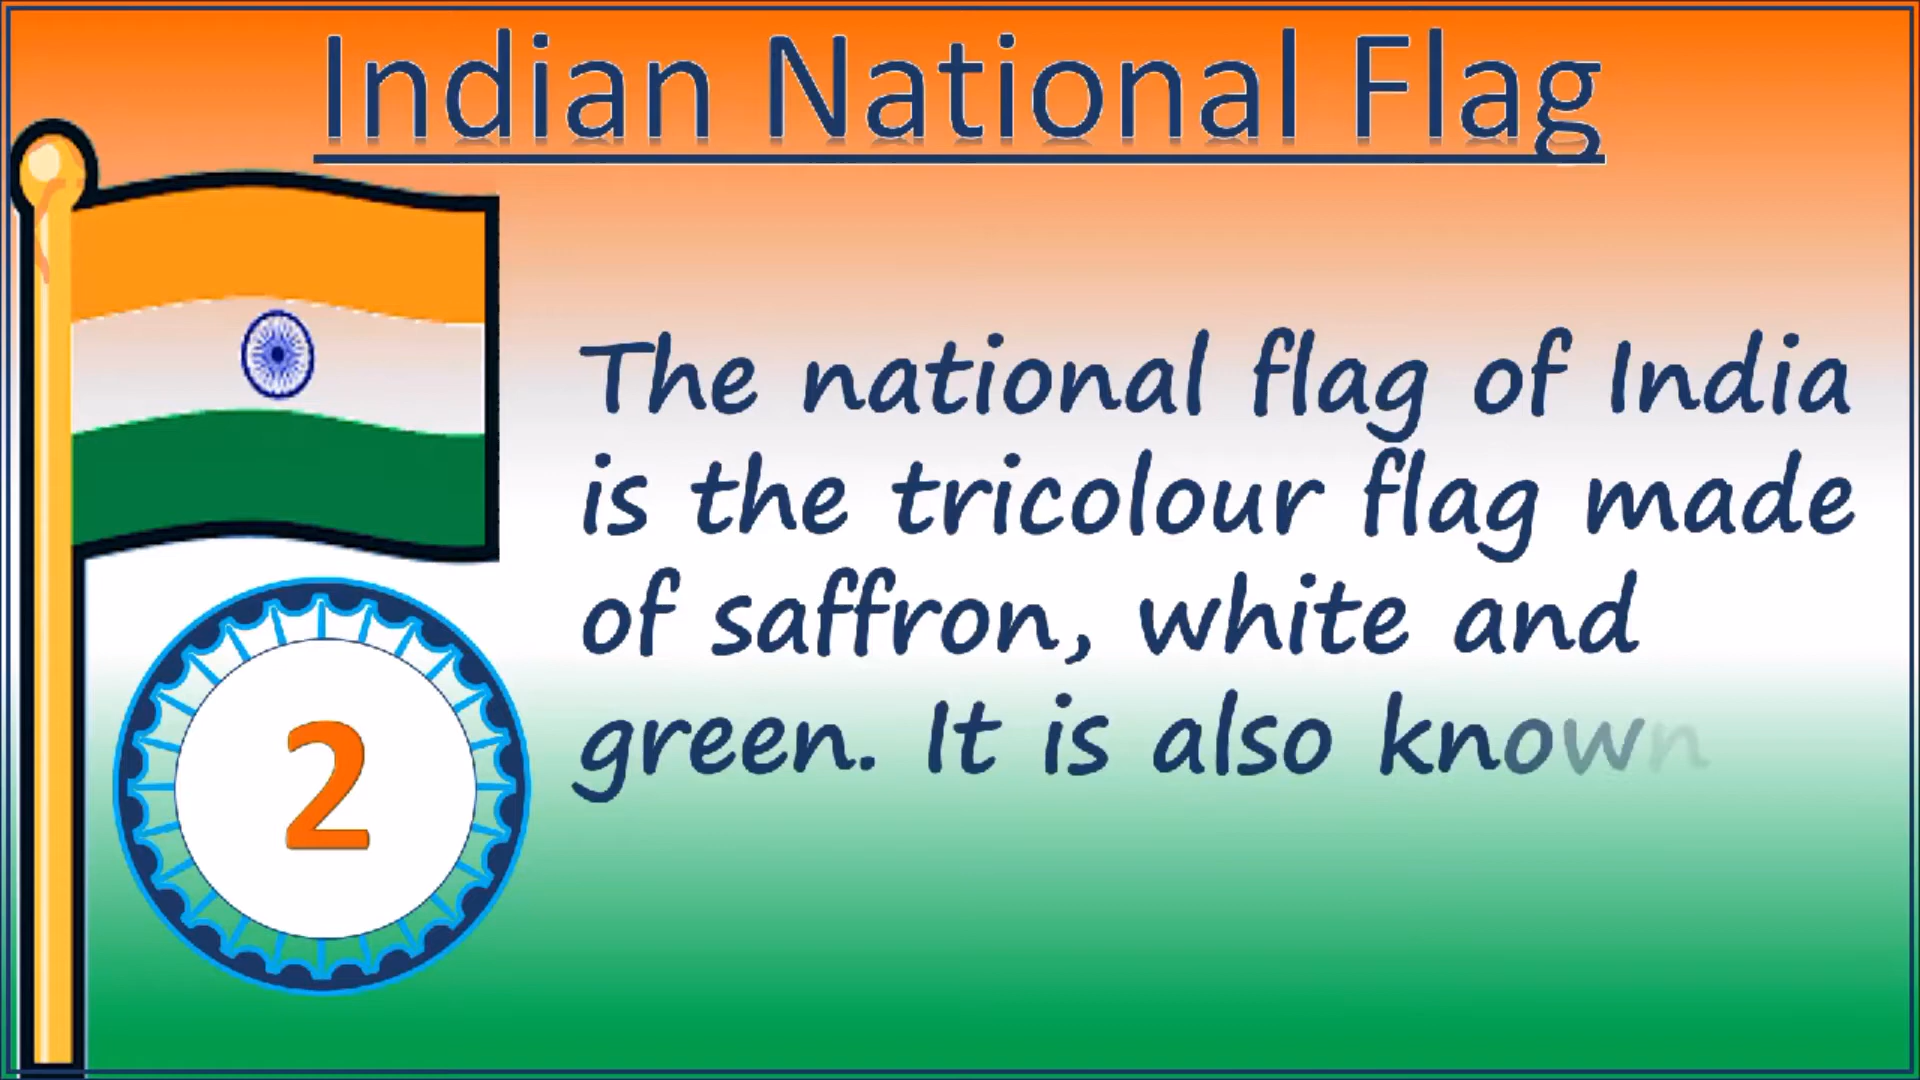 Indian National Flag
The national flag of India
is the tricolour flag made
of saffron, white and
green. It is also known
2